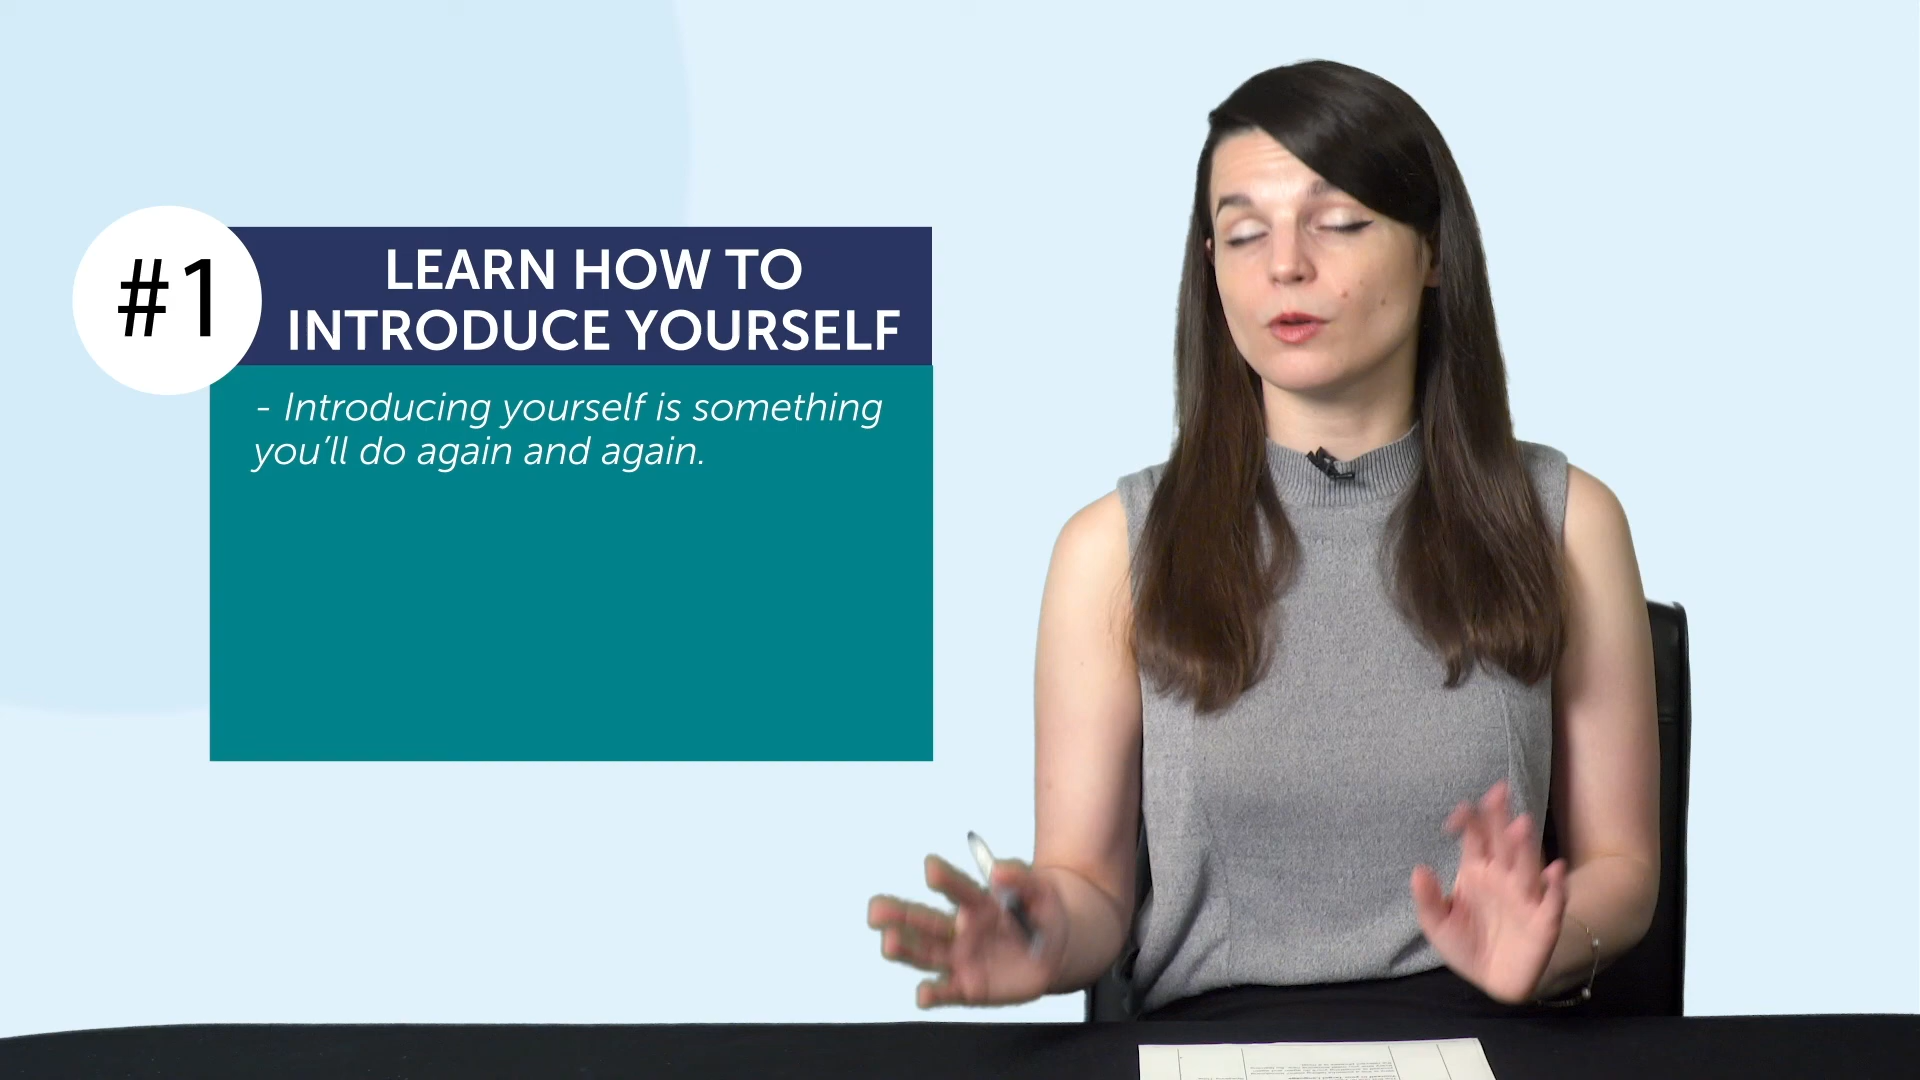 #1
LEARN HOW TO
INTRODUCE YOURSELF
- Introducing yourself is something
you'll do again and again.